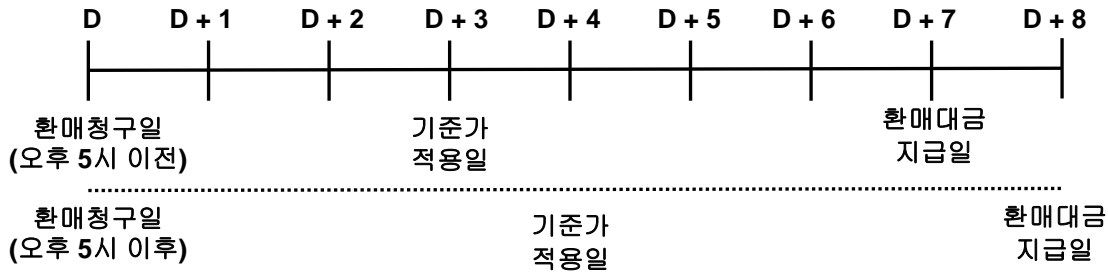 D D + 1 D + 2 D + 3 D + 4 D + 5 D + 6 D + 7 D + 8
환매청구일 기준가 환매대금
(오후 5시 이전) 적용일 지급일
환매청구일 기준가 환매대금
(오후 5시 이후) 적용일 지급일